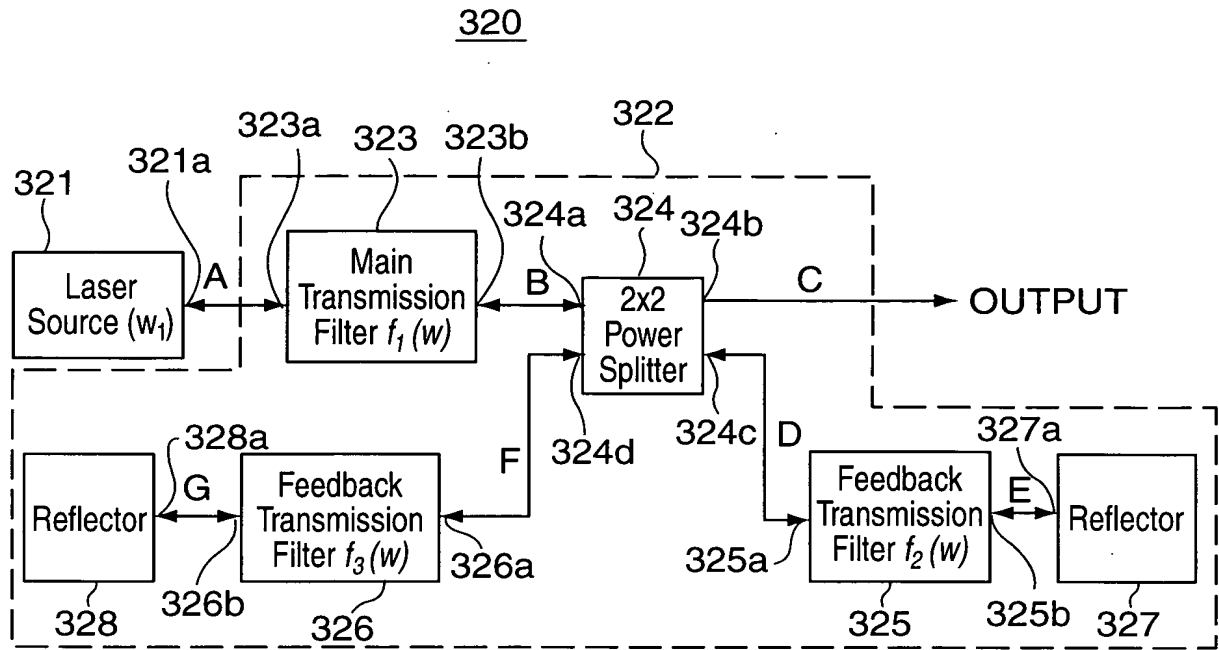 320
322
323a
323
323b
321a
324a
324
324b
321
A
Laser
Source (w1)
Main
Transmission
Filter f1 (w)
B
2x2
Power
Splitter
C
OUTPUT
328a
F
324d
324c
D
327a
Reflector
G
Feedback
Transmission
Filter f3 (w)
Feedback
Transmission
Filter f2 (w)
E
Reflector
326b
326a
325a
328
326
325
325b
327